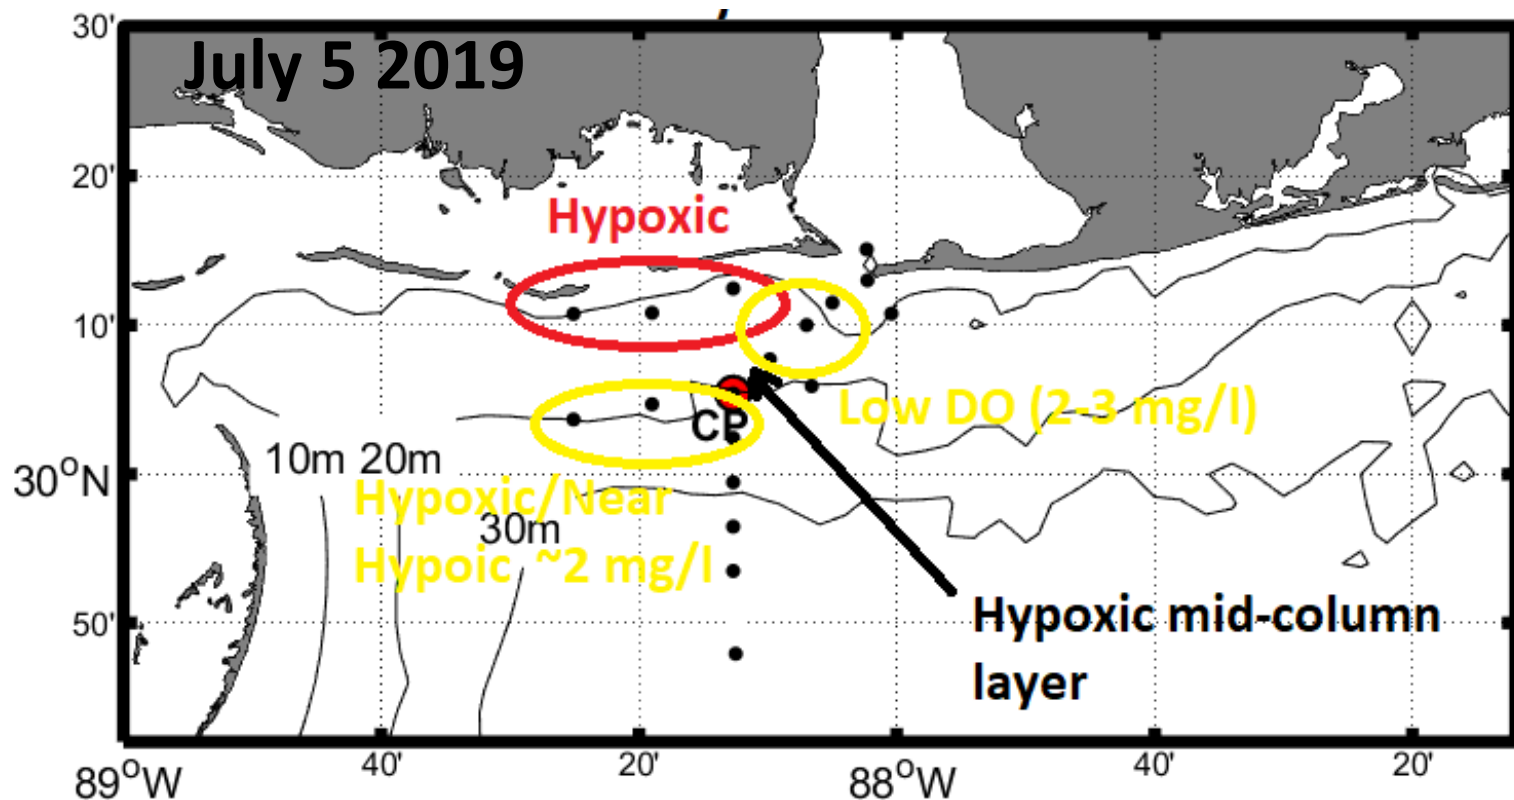 30'
July 5 2019
20'
Hypoxic
10'
Low DO (2-3 mg/l)
CP
10m 20m
30°N
Hypoxic/Near
30m
Hypoic ~2 mg/l
Hypoxic mid-column
50'
layer
89°W
40'
20'
88°W
40'
20'